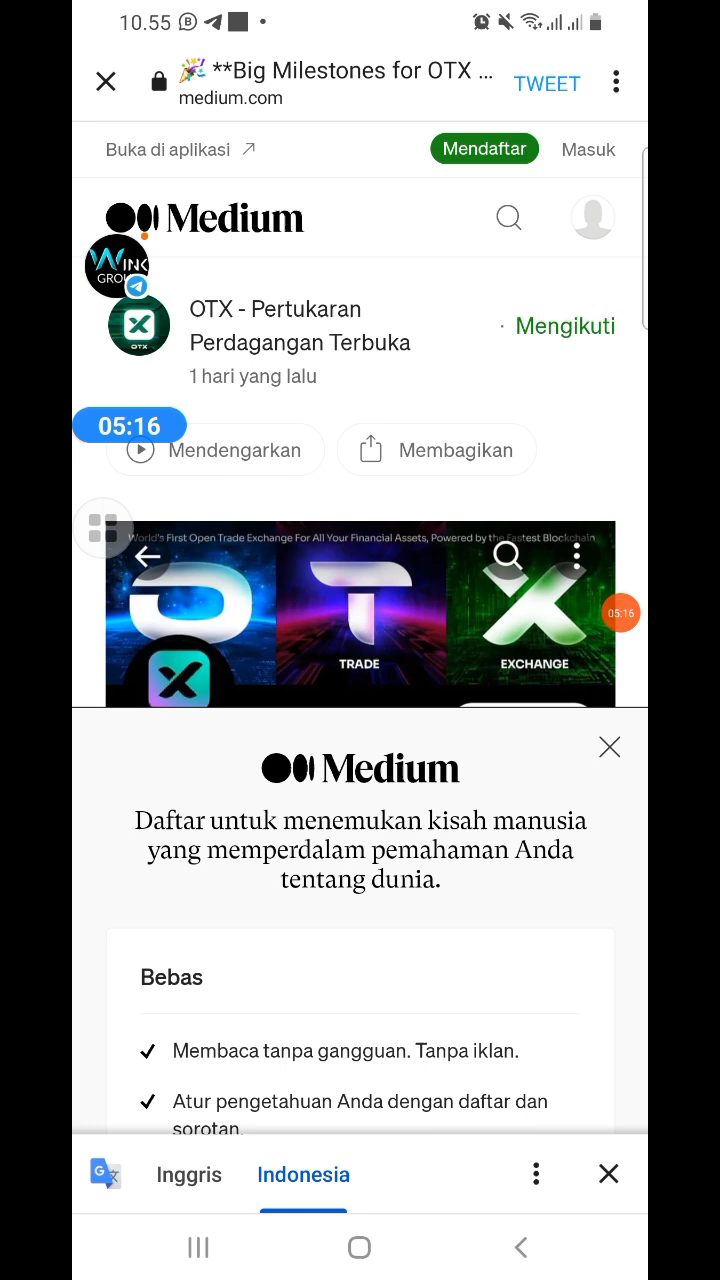 10.55
🎉 **Big Milestones for OTX ...
medium.com
TWEET
Buka di aplikasi
Mendaftar
Masuk
Medium
WINK
GROUP
OTX - Pertukaran
Perdagangan Terbuka
· Mengikuti
1 hari yang lalu
OTX
05:16
Mendengarkan
Membagikan
World's First Open Trade Exchange For All Your Financial Assets, Powered by the Fastest Blockchain
O T X
TRADE
EXCHANGE
05:16
Medium
Daftar untuk menemukan kisah manusia
yang memperdalam pemahaman Anda
tentang dunia.
Bebas
Membaca tanpa gangguan. Tanpa iklan.
Atur pengetahuan Anda dengan daftar dan
sorotan.
Inggris
Indonesia